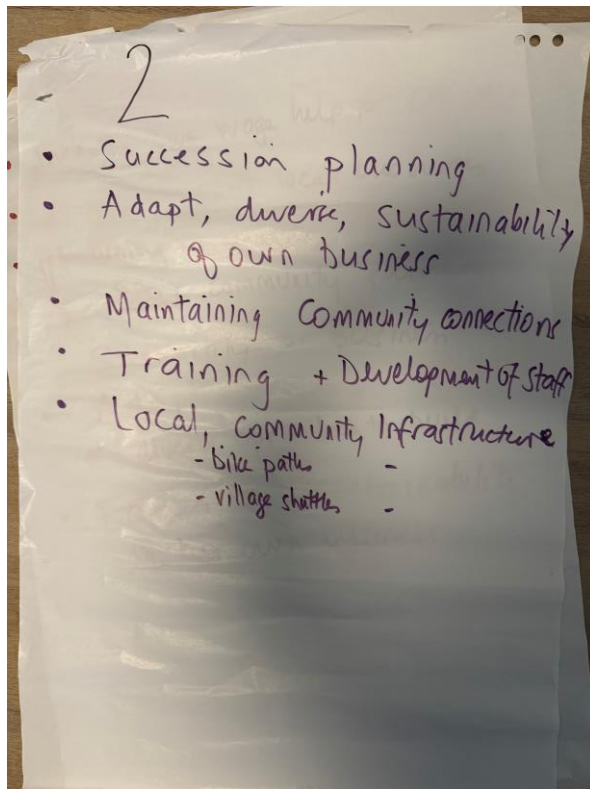 2
• Succession planning
• Adapt, diverse, sustainability
of own business
• Maintaining Community connections
• Training + Development of staff
• Local, Community Infrastructure
- bike paths -
- village shuttles -